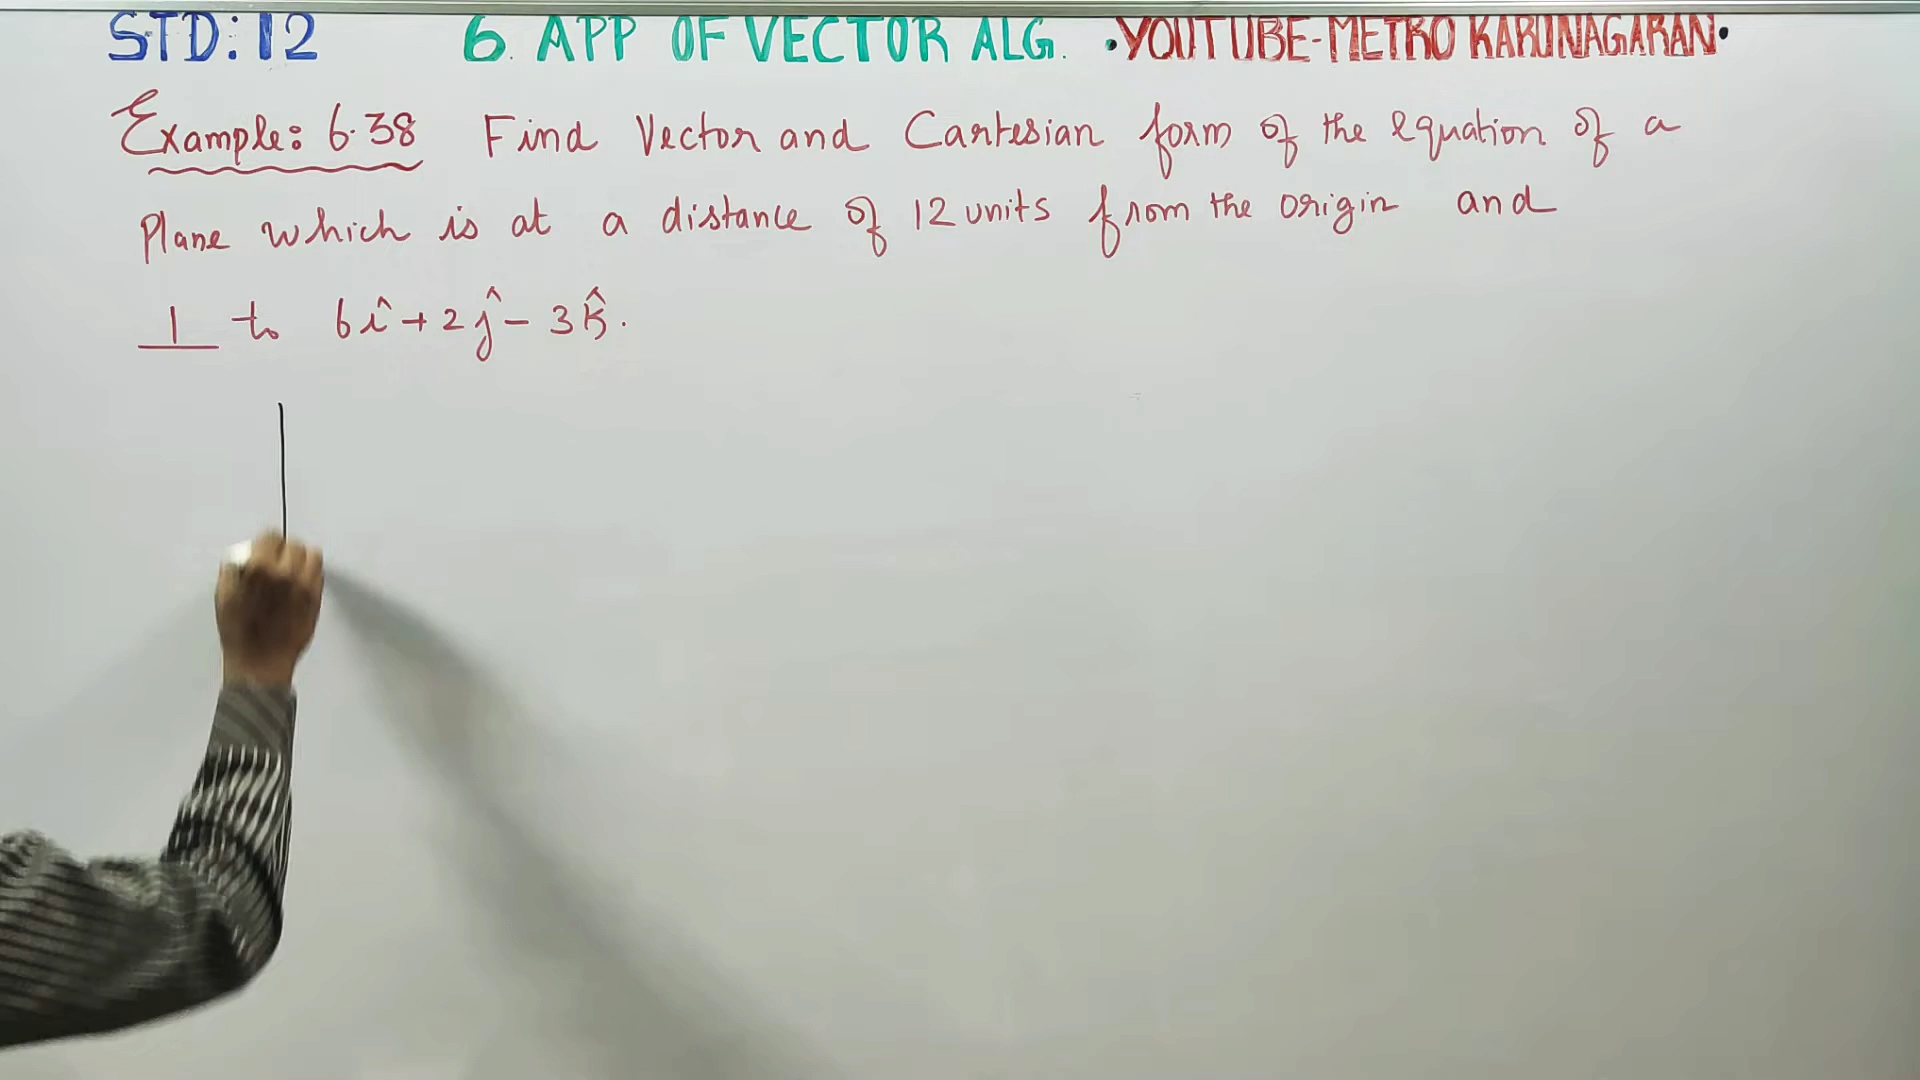 STD: 12 6. APP OF VECTOR ALG. •YOUTUBE-METRO KARUNAGARAN•
Example: 6.38 Find Vector and Cartesian form of the equation of a
Plane which is at a distance of 12 units from the origin and
⊥ to 6î + 2ĵ - 3k̂.